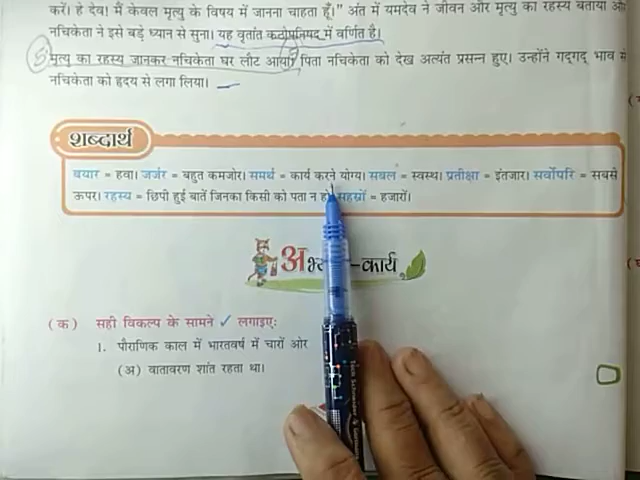 करें। हे देव! मैं केवल मृत्यु के विषय में जानना चाहता हूँ।" अंत में यमदेव ने जीवन और मृत्यु का रहस्य बताया और
नचिकेता ने इसे बड़े ध्यान से सुना। यह वृतांत कठोपनिषद् में वर्णित है।
मृत्यु का रहस्य जानकर नचिकेता घर लौट आया। पिता नचिकेता को देख अत्यंत प्रसन्न हुए। उन्होंने गद्गद् भाव से
नचिकेता को हृदय से लगा लिया।
शब्दार्थ
बयार = हवा। जर्जर = बहुत कमजोर। समर्थ = कार्य करने योग्य। सबल = स्वस्थ। प्रतीक्षा = इंतजार। सर्वोपरि = सबसे
ऊपर। रहस्य = छिपी हुई बातें जिनका किसी को पता न हो। सहस्रों = हजारों।
अभ्यास-कार्य
(क) सही विकल्प के सामने ✓ लगाइए:
1. पौराणिक काल में भारतवर्ष में चारों ओर
(अ) वातावरण शांत रहता था।